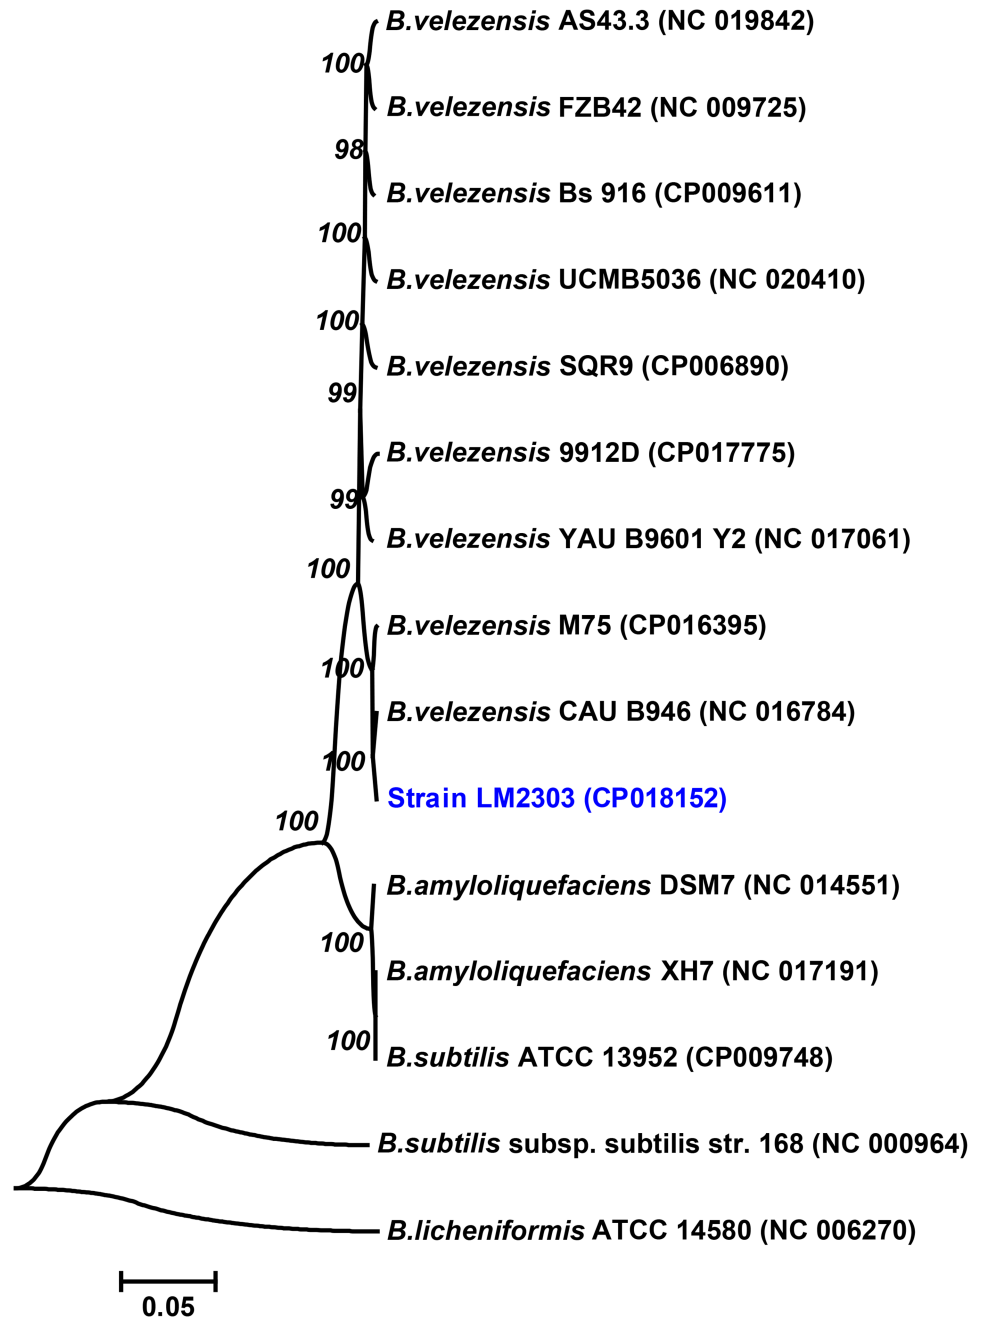 B.velezensis AS43.3 (NC 019842)
100
B.velezensis FZB42 (NC 009725)
98
B.velezensis Bs 916 (CP009611)
100
B.velezensis UCMB5036 (NC 020410)
100
B.velezensis SQR9 (CP006890)
99
B.velezensis 9912D (CP017775)
99
B.velezensis YAU B9601 Y2 (NC 017061)
100
B.velezensis M75 (CP016395)
100
B.velezensis CAU B946 (NC 016784)
100
Strain LM2303 (CP018152)
100
B.amyloliquefaciens DSM7 (NC 014551)
100
B.amyloliquefaciens XH7 (NC 017191)
100
B.subtilis ATCC 13952 (CP009748)
B.subtilis subsp. subtilis str. 168 (NC 000964)
B.licheniformis ATCC 14580 (NC 006270)
0.05